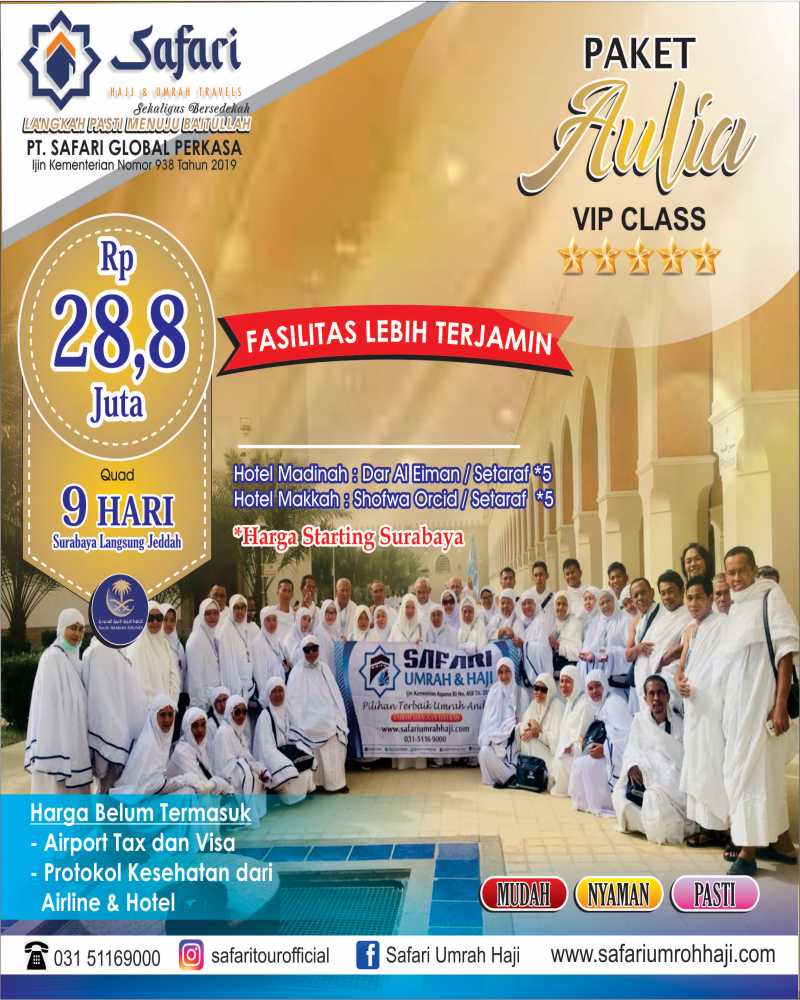 Safari
HAJJ & UMRAH TRAVELS
Sekaligus Bersedekah
LANGKAH PASTI MENUJU BAITULLAH
PT. SAFARI GLOBAL PERKASA
Ijin Kementerian Nomor 938 Tahun 2019
PAKET
Aulia
VIP CLASS
Rp
28,8
Juta
Quad
9 HARI
Surabaya Langsung Jeddah
FASILITAS LEBIH TERJAMIN
Hotel Madinah : Dar Al Eiman / Setaraf *5
Hotel Makkah : Shofwa Orcid / Setaraf *5
*Harga Starting Surabaya
SAFARI
UMRAH & HAJI
Pilihan Terbaik Umrah
www.safariumrahhaji.com
031-5116 9000
Harga Belum Termasuk
- Airport Tax dan Visa
- Protokol Kesehatan dari
Airline & Hotel
MUDAH NYAMAN PASTI
031 51169000 safaritourofficial Safari Umrah Haji www.safariumrohhaji.com